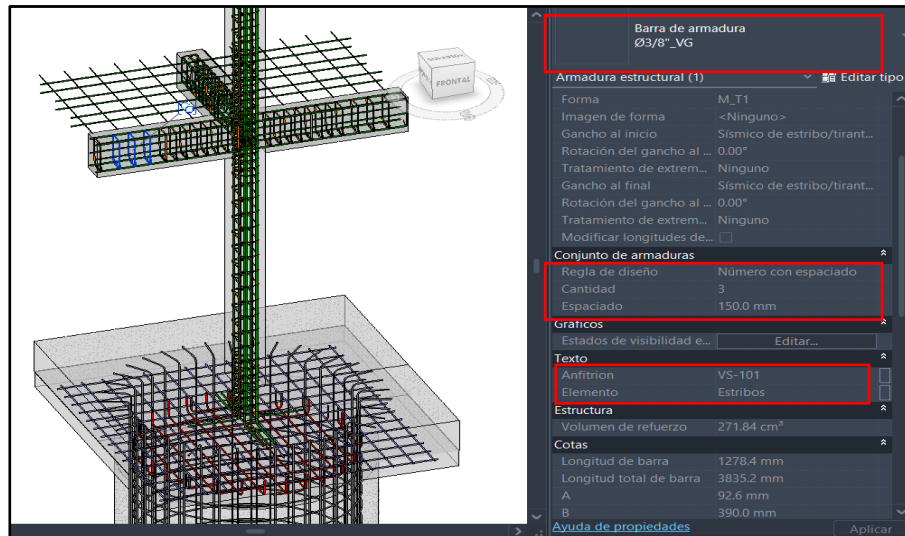 FRONTAL
Barra de armadura
Ø3/8"_VG
Armadura estructural (1)
Editar tipo
Forma M_T1
Imagen de forma <Ninguno>
Gancho al inicio Sísmico de estribo/tirant...
Rotación del gancho al ... 0.00°
Tratamiento de extrem... Ninguno
Gancho al final Sísmico de estribo/tirant...
Rotación del gancho al ... 0.00°
Tratamiento de extrem... Ninguno
Modificar longitudes de...
Conjunto de armaduras
Regla de diseño Número con espaciado
Cantidad 3
Espaciado 150.0 mm
Gráficos
Estados de visibilidad e... Editar...
Texto
Anfitrion VS-101
Elemento Estribos
Estructura
Volumen de refuerzo 271.84 cm³
Cotas
Longitud de barra 1278.4 mm
Longitud total de barra 3835.2 mm
A 92.6 mm
B 390.0 mm
Ayuda de propiedades
Aplicar